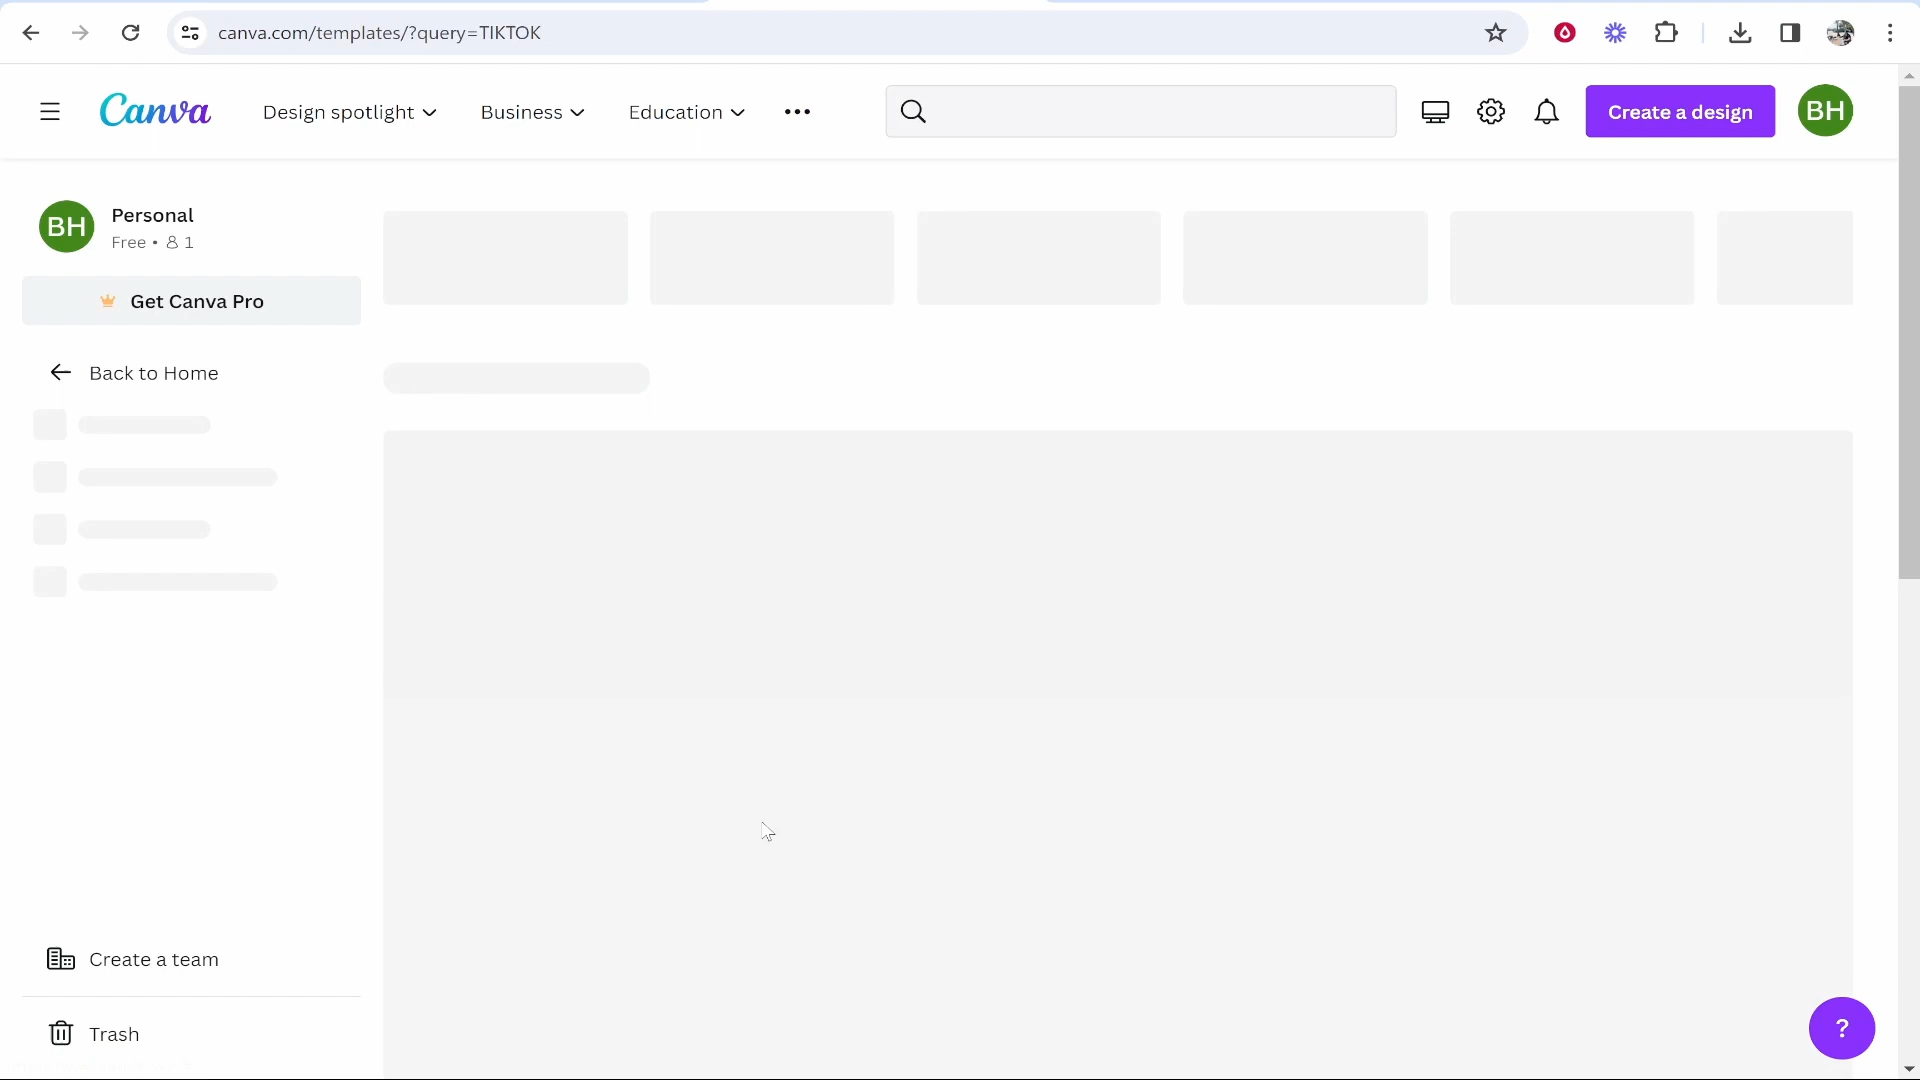 canva.com/templates/?query=TIKTOK
Canva
Design spotlight
Business
Education
Create a design
BH
BH
Personal
Free • 1
Get Canva Pro
Back to Home
Create a team
Trash
?